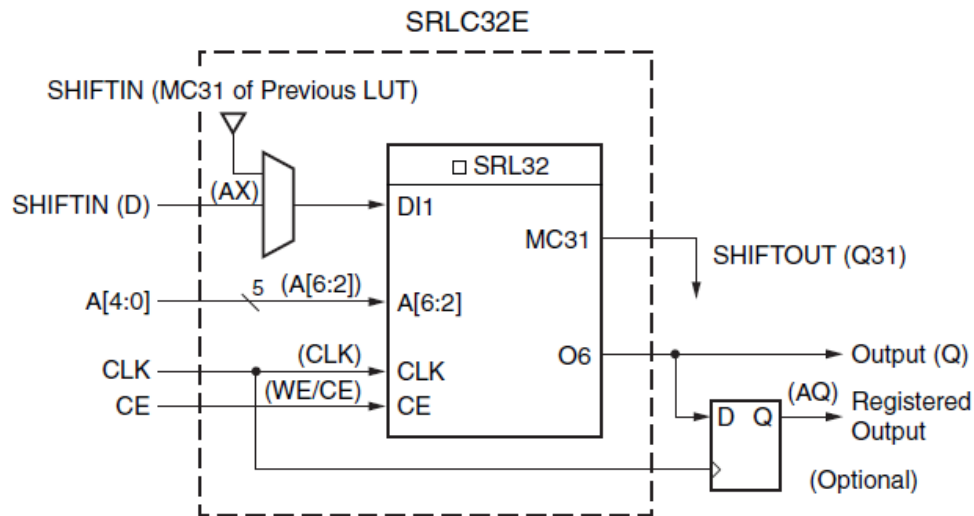 SRLC32E
SHIFTIN (MC31 of Previous LUT)
□ SRL32
SHIFTIN (D)
(AX)
DI1
MC31
SHIFTOUT (Q31)
A[4:0]
5
(A[6:2])
A[6:2]
O6
Output (Q)
CLK
(CLK)
CLK
CE
(WE/CE)
CE
D Q
(AQ)
Registered
Output
(Optional)